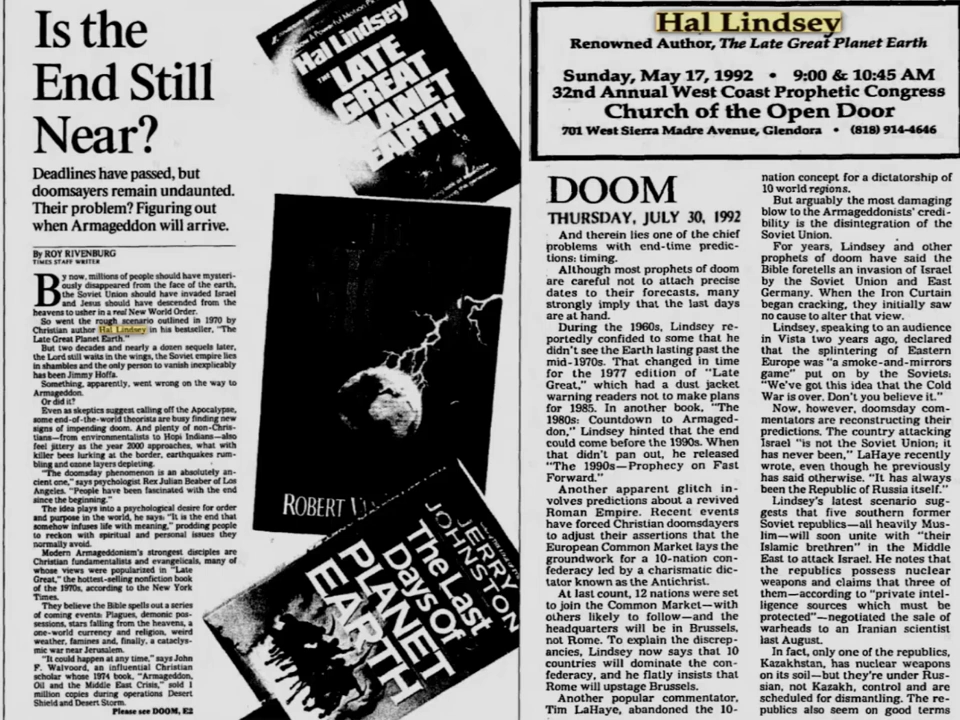 Is the
End Still
Near?
Deadlines have passed, but
doomsayers remain undaunted.
Their problem? Figuring out
when Armageddon will arrive.
By ROY RIVENBURG
TIMES STAFF WRITER
By now, millions of people should have mysteri-
ously disappeared from the face of the earth,
the Soviet Union should have invaded Israel
and Jesus should have descended from the
heavens to usher in a real New World Order.
So went the rough scenario outlined in 1970 by
Christian author Hal Lindsey in his bestseller, "The
Late Great Planet Earth."
But two decades and nearly a dozen sequels later,
the Lord still waits in the wings, the Soviet empire lies
in shambles and the only person to vanish inexplicably
has been Jimmy Hoffa.
Something, apparently, went wrong on the way to
Armageddon.
Or did it?
Even as skeptics suggest calling off the Apocalypse,
some end-of-the-world theorists are busy finding new
signs of impending doom. And plenty of non-Chris-
tians—from environmentalists to Hopi Indians—also
feel jittery as the year 2000 approaches, what with
killer bees lurking at the border, earthquakes rum-
bling and ozone layers depleting.
"The doomsday phenomenon is an absolutely an-
cient one," says psychologist Rex Julian Beaber of Los
Angeles. "People have been fascinated with the end
since the beginning."
The idea plays into a psychological desire for order
and purpose in the world, he says: "It is the end that
somehow infuses life with meaning," prodding people
to reckon with spiritual and personal issues they
normally avoid.
Modern Armageddonism's strongest disciples are
Christian fundamentalists and evangelicals, many of
whose views were popularized in "Late
Great," the hottest-selling nonfiction book
of the 1970s, according to the New York
Times.
They believe the Bible spells out a series
of coming events: Plagues, demonic pos-
sessions, stars falling from the heavens, a
one-world currency and religion, weird
weather, famines and, finally, a cataclys-
mic war near Jerusalem.
"It could happen at any time," says John
F. Walvoord, an influential Christian
scholar whose 1974 book, "Armageddon,
Oil and the Middle East Crisis," sold 1
million copies during operations Desert
Shield and Desert Storm.
Please see DOOM, E2
Hal Lindsey
THE
LATE
GREAT
PLANET
EARTH
ROBERT
JERRY
JOHNSTON
The Last
Days Of
PLANET
EARTH
Hal Lindsey
Renowned Author, The Late Great Planet Earth
Sunday, May 17, 1992 • 9:00 & 10:45 AM
32nd Annual West Coast Prophetic Congress
Church of the Open Door
701 West Sierra Madre Avenue, Glendora • (818) 914-4646
DOOM
THURSDAY, JULY 30, 1992
And therein lies one of the chief
problems with end-time predic-
tions: timing.
Although most prophets of doom
are careful not to attach precise
dates to their forecasts, many
strongly imply that the last days
are at hand.
During the 1960s, Lindsey re-
portedly confided to some that he
didn't see the Earth lasting past the
mid-1970s. That changed in time
for the 1977 edition of "Late
Great," which had a dust jacket
warning readers not to make plans
for 1985. In another book, "The
1980s: Countdown to Armaged-
don," Lindsey hinted that the end
could come before the 1990s. When
that didn't pan out, he released
"The 1990s—Prophecy on Fast
Forward."
Another apparent glitch in-
volves predictions about a revived
Roman Empire. Recent events
have forced Christian doomsdayers
to adjust their assertions that the
European Common Market lays the
groundwork for a 10-nation con-
federacy led by a charismatic dic-
tator known as the Antichrist.
At last count, 12 nations were set
to join the Common Market—with
others likely to follow—and the
headquarters will be in Brussels,
not Rome. To explain the discrep-
ancies, Lindsey now says that 10
countries will dominate the con-
federacy, and he flatly insists that
Rome will upstage Brussels.
Another popular commentator,
Tim LaHaye, abandoned the 10-
nation concept for a dictatorship of
10 world regions.
But arguably the most damaging
blow to the Armageddonists' credi-
bility is the disintegration of the
Soviet Union.
For years, Lindsey and other
prophets of doom have said the
Bible foretells an invasion of Israel
by the Soviet Union and East
Germany. When the Iron Curtain
began cracking, they initially saw
no cause to alter that view.
Lindsey, speaking to an audience
in Vista two years ago, declared
that the splintering of Eastern
Europe was "a smoke-and-mirrors
game" put on by the Soviets:
"We've got this idea that the Cold
War is over. Don't you believe it."
Now, however, doomsday com-
mentators are reconstructing their
predictions. The country attacking
Israel "is not the Soviet Union; it
has never been," LaHaye recently
wrote, even though he previously
has said otherwise. "It has always
been the Republic of Russia itself."
Lindsey's latest scenario sug-
gests that five southern former
Soviet republics—all heavily Mus-
lim—will soon unite with "their
Islamic brethren" in the Middle
East to attack Israel. He notes that
the republics possess nuclear
weapons and claims that three of
them—according to "private intel-
ligence sources which must be
protected"—negotiated the sale of
warheads to an Iranian scientist
last August.
In fact, only one of the republics,
Kazakhstan, has nuclear weapons
on its soil—but they're under Rus-
sian, not Kazakh, control and are
scheduled for dismantling. The re-
publics also seem on good terms